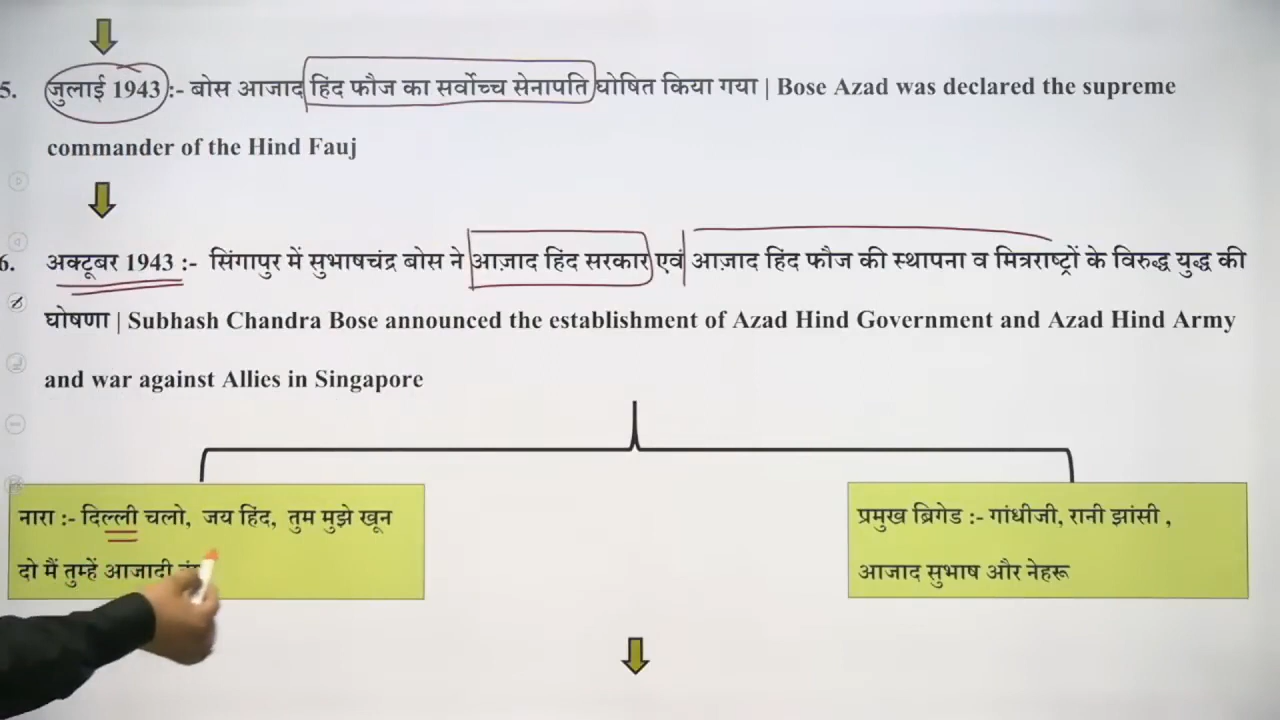 5. जुलाई 1943 :- बोस आजाद हिंद फौज का सर्वोच्च सेनापति घोषित किया गया | Bose Azad was declared the supreme
commander of the Hind Fauj
6. अक्टूबर 1943 :- सिंगापुर में सुभाषचंद्र बोस ने आज़ाद हिंद सरकार एवं आज़ाद हिंद फौज की स्थापना व मित्रराष्ट्रों के विरुद्ध युद्ध की
घोषणा | Subhash Chandra Bose announced the establishment of Azad Hind Government and Azad Hind Army
and war against Allies in Singapore
नारा :- दिल्ली चलो, जय हिंद, तुम मुझे खून
दो मैं तुम्हें आजादी
प्रमुख ब्रिगेड :- गांधीजी, रानी झांसी ,
आजाद सुभाष और नेहरू